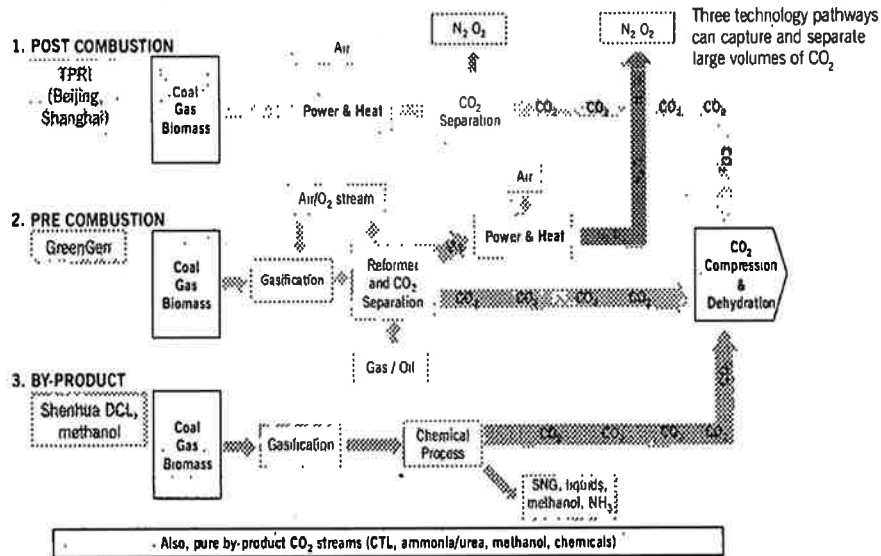 Three technology pathways
can capture and separate
large volumes of CO₂
1. POST COMBUSTION
TPRI
(Beijing,
Shanghai)
Coal
Gas
Biomass
Air
Power & Heat
N₂ O₂
CO₂
Separation
CO₂ CO₂ CO₂ CO₂
CO₂
N₂ O₂
2. PRE COMBUSTION
GreenGen
Coal
Gas
Biomass
Air/O₂ stream
Gasification
Reformer
and CO₂
Separation
Gas / Oil
Air
Power & Heat
CO₂ CO₂ CO₂ CO₂
CO₂
Compression
&
Dehydration
3. BY-PRODUCT
Shenhua DCL,
methanol
Coal
Gas
Biomass
Gasification
Chemical
Process
CO₂ CO₂ CO₂ CO₂
CO₂
SNG, liquids,
methanol, NH₃
Also, pure by-product CO₂ streams (CTL, ammonia/urea, methanol, chemicals)